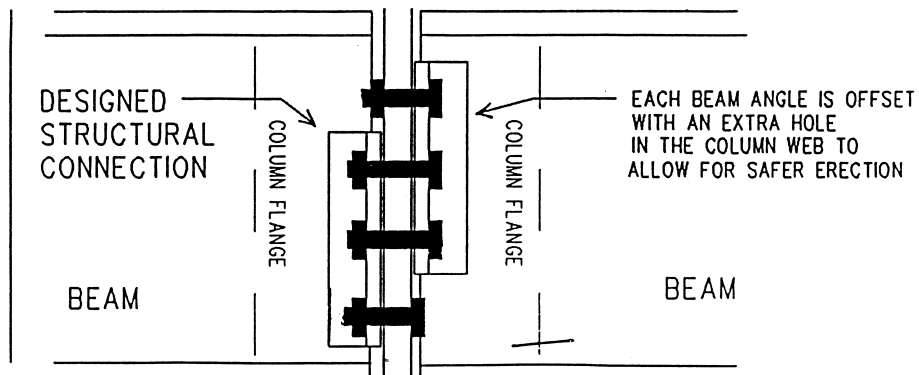 DESIGNED
STRUCTURAL
CONNECTION
COLUMN FLANGE
BEAM
COLUMN FLANGE
EACH BEAM ANGLE IS OFFSET
WITH AN EXTRA HOLE
IN THE COLUMN WEB TO
ALLOW FOR SAFER ERECTION
BEAM